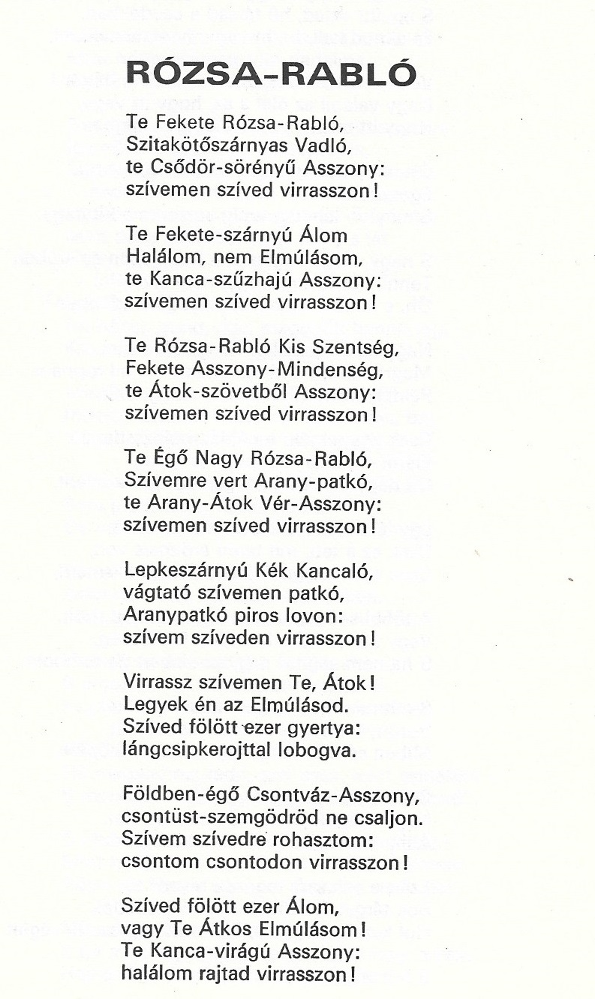 RÓZSA-RABLÓ
Te Fekete Rózsa-Rabló,
Szitakötőszárnyas Vadló,
te Csődör-sörényű Asszony:
szívemen szíved virrasszon!
Te Fekete-szárnyú Álom
Halálom, nem Elmúlásom,
te Kanca-szűzhajú Asszony:
szívemen szíved virrasszon!
Te Rózsa-Rabló Kis Szentség,
Fekete Asszony-Mindenség,
te Átok-szövetből Asszony:
szívemen szíved virrasszon!
Te Égő Nagy Rózsa-Rabló,
Szívemre vert Arany-patkó,
te Arany-Átok Vér-Asszony:
szívemen szíved virrasszon!
Lepkeszárnyú Kék Kancaló,
vágtató szívemen patkó,
Aranypatkó piros lovon:
szívem szíveden virrasszon!
Virrassz szívemen Te, Átok!
Legyek én az Elmúlásod.
Szíved fölött ezer gyertya:
lángcsipkerojttal lobogva.
Földben-égő Csontváz-Asszony,
csontüst-szemgödröd ne csaljon.
Szívem szívedre rohasztom:
csontom csontodon virrasszon!
Szíved fölött ezer Álom,
vagy Te Átkos Elmúlásom!
Te Kanca-virágú Asszony:
halálom rajtad virrasszon!